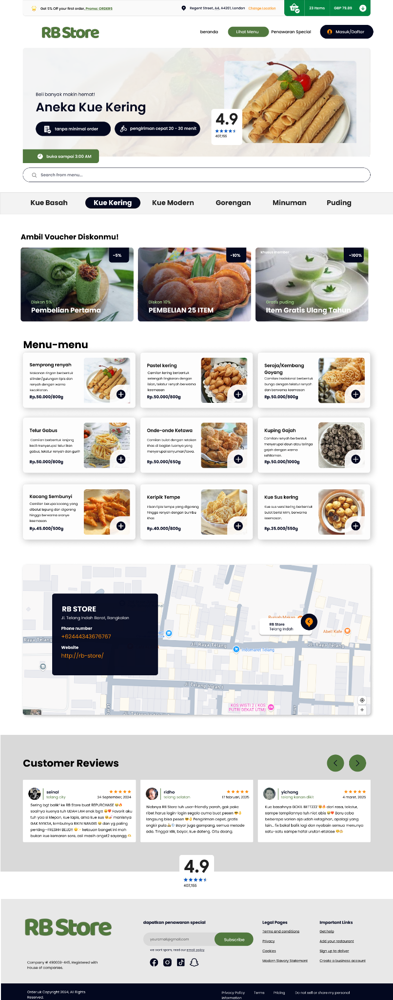 Get 5% Off your first order, Promo: ORDER5
Regent Street, A4, A4201, London Change Location
23 Items
GBP 79.89
RB Store
beranda
Lihat Menu
Penawaran Special
Masuk/Daftar
Beli banyak makin hemat!
Aneka Kue Kering
tanpa minimal order
pengiriman cepat 20 - 30 menit
4.9
407,155
buka sampai 3:00 AM
Search from menu...
Kue Basah
Kue Kering
Kue Modern
Gorengan
Minuman
Puding
Ambil Voucher Diskonmu!
-5%
Diskon 5%
Pembelian Pertama
-10%
Diskon 10%
PEMBELIAN 25 ITEM
khusus member
-100%
Gratis puding
Item Gratis Ulang Tahun
Menu-menu
Semprong renyah
Makanan ringan berbentuk
silinder/gulungan tipis dan
renyah dengan warna
kecoklatan.
Rp.50.000/800g
Pastel kering
Camilan kering berbentuk
setengah lingkaran dengan
isian, tekstur renyah berwarna
keemasan
Rp.50.000/800g
Seroja/Kembang
Goyang
Camilan tradisional berbentuk
bunga dengan tekstur renyah
dan berwarna keemasan
Rp.50.000/800g
Telur Gabus
Camilan berbentuk lonjong
kecil menyerupai telur ikan
gabus, tekstur renyah dan gurih
Rp.50.000/800g
Onde-onde Ketawa
Camilan bulat dengan retakan
khas di bagian luarnya yang
menyerupai senyuman/tawa.
Rp.50.000/650g
Kuping Gajah
Camilan renyah berbentuk
menyerupai daun atau telinga
gajah dengan warna
kehitaman.
Rp.50.000/1000g
Kacang Sembunyi
Camilan berupa kacang yang
dibalut tepung dan digoreng
hingga berwarna oranye
keemasan
Rp.45.000/500g
Keripik Tempe
Irisan tipis tempe yang digoreng
hingga renyah dengan bumbu
khas
Rp.40.000/800g
Kue Sus kering
Kue sus versi kering berbentuk
bulat berisi krim, berwarna
keemasan.
Rp.35.000/550g
RB STORE
Jl. Telang Indah Barat, Bangkalan
Phone number
+62444343676767
Website
http://rb-store/
Rumah Makan
RB Store
Telang Indah
Abell Kafe
Raya Telang
Jl. Raya Telang
Jl. Raya Telang
Indomaret Telang
Jl Telang Indah I
KOS WISTI 2 ( KOS
PUTRI DEKAT UTM)
Customer Reviews
seinal
telang city
24 September, 2024
Sering bgt balik² ke RB Store buat REPURCHASE 😭🔥
soalnya kuenya tuh UDAH LAH enak bgtt 😩❤️ Favorit aku
tuh yaa si klepon, kue lapis, ama kue sus 🥹💅 manisnya
GAK NYIKSA, lembutnya BIKIN NANGIS 😭 dan yg paling
penting—FRESHH BEUD!! 😋✨ ketauan banget ini mah
bukan kue kemaren sore, asli masih anget2 sayangg 🫶
ridho
telang selatan
17 februari, 2025
Webnya RB Store tuh user-friendly parah, gak pake
ribet harus login-login segala cuma buat pesen 😎👌
langsung bisa pesen 😎👌 Pengiriman cepet, gratis
ongkir pula 🛵💨 Bayar juga gampang, semua metode
ada. Tinggal klik, bayar, kue dateng. Gitu doang.
yichang
telang kanan dikit
4 maret, 2025
Kue basahnya GOKIL BETTZZZ 🤯🔥 dari rasa, tekstur,
sampe tampilannya tuh niat abis 😭❤️ Baru coba
beberapa varian aja udah ketagihan, apalagi yang
lain... fix bakal balik lagi dan nyobain semua menunya
satu-satu sampe hafal urutan etalase 😤🍰
4.9
407,155
RB Store
Company # 490039-445, Registered with
House of companies.
dapatkan penawaran special
youremail@gmail.com
Subscribe
we wont spam, read our email policy
Legal Pages
Terms and conditions
Privacy
Cookies
Modern Slavery Statement
Important Links
Get help
Add your restaurant
Sign up to deliver
Create a business account
Order.uk Copyright 2024, All Rights
Reserved.
Privacy Policy
Terms
Pricing
Do not sell or share my personal
information